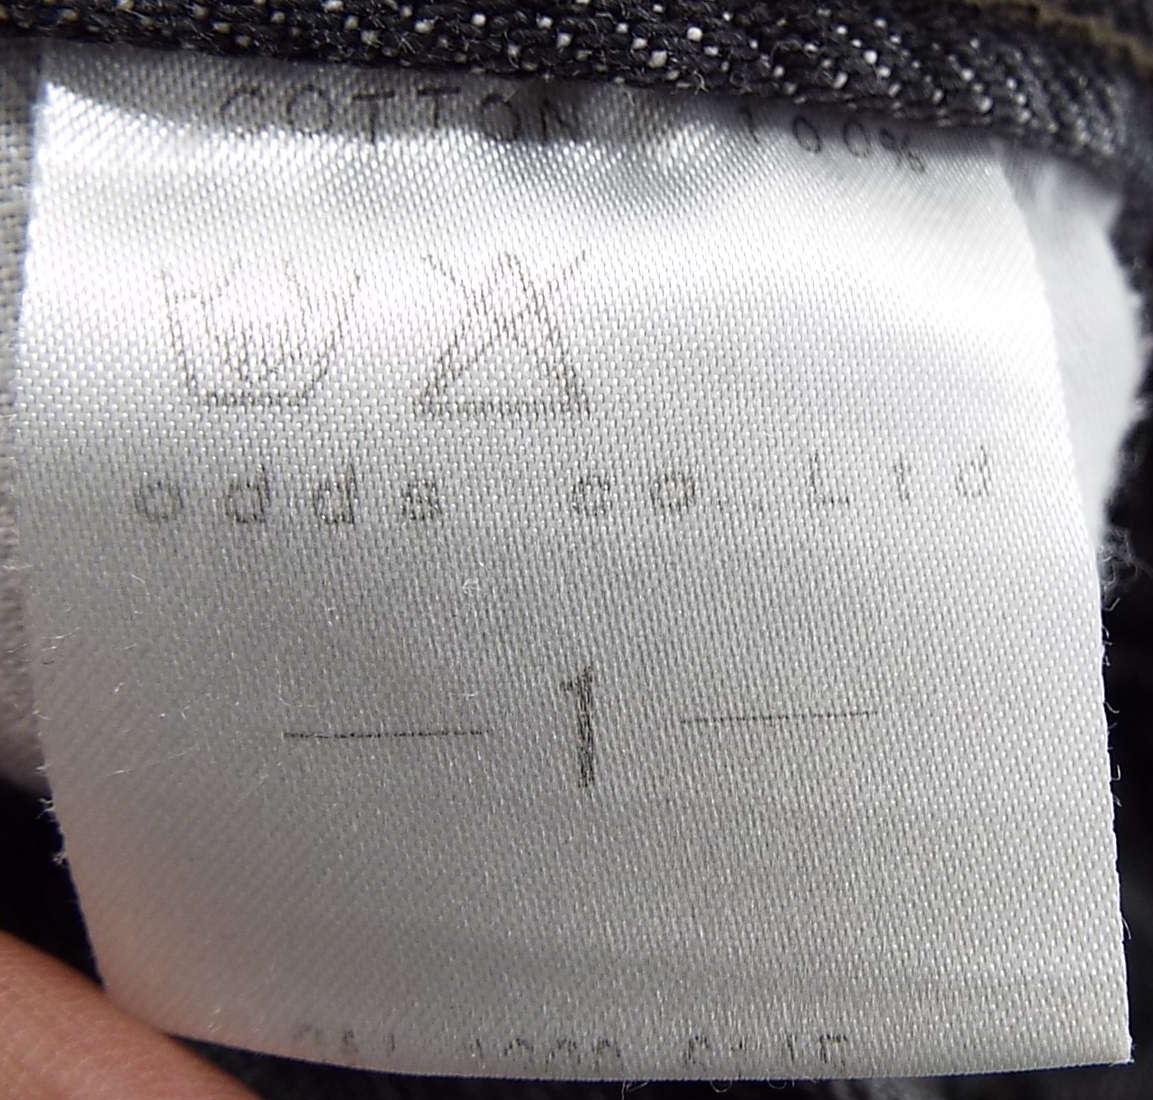 COTTON 100%
odds co.,Ltd
— 1 —